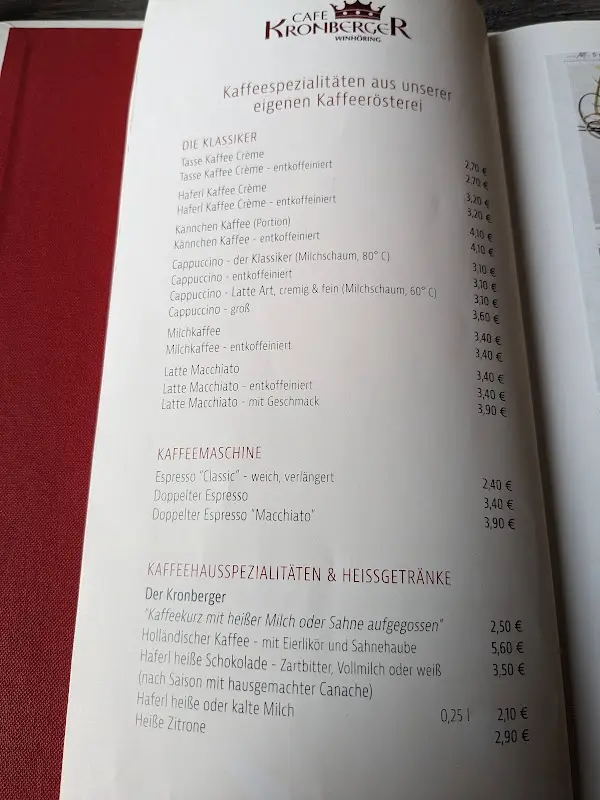 CAFE
KRONBERGER
WINHÖRING
Kaffeespezialitäten aus unserer
eigenen Kaffeerösterei
DIE KLASSIKER
Tasse Kaffee Crème 2,70 €
Tasse Kaffee Crème - entkoffeiniert 2,70 €
Haferl Kaffee Crème 3,20 €
Haferl Kaffee Crème - entkoffeiniert 3,20 €
Kännchen Kaffee (Portion) 4,10 €
Kännchen Kaffee - entkoffeiniert 4,10 €
Cappuccino - der Klassiker (Milchschaum, 80° C) 3,10 €
Cappuccino - entkoffeiniert 3,10 €
Cappuccino - Latte Art, cremig & fein (Milchschaum, 60° C) 3,10 €
Cappuccino - groß 3,60 €
Milchkaffee 3,40 €
Milchkaffee - entkoffeiniert 3,40 €
Latte Macchiato 3,40 €
Latte Macchiato - entkoffeiniert 3,40 €
Latte Macchiato - mit Geschmack 3,90 €
KAFFEEMASCHINE
Espresso "Classic" - weich, verlängert 2,40 €
Doppelter Espresso 3,40 €
Doppelter Espresso "Macchiato" 3,90 €
KAFFEEHAUSSPEZIALITÄTEN & HEISSGETRÄNKE
Der Kronberger
"Kaffeekurz mit heißer Milch oder Sahne aufgegossen" 2,50 €
Holländischer Kaffee - mit Eierlikör und Sahnehaube 5,60 €
Haferl heiße Schokolade - Zartbitter, Vollmilch oder weiß 3,50 €
(nach Saison mit hausgemachter Canache)
Haferl heiße oder kalte Milch 0,25 l 2,10 €
Heiße Zitrone 2,90 €